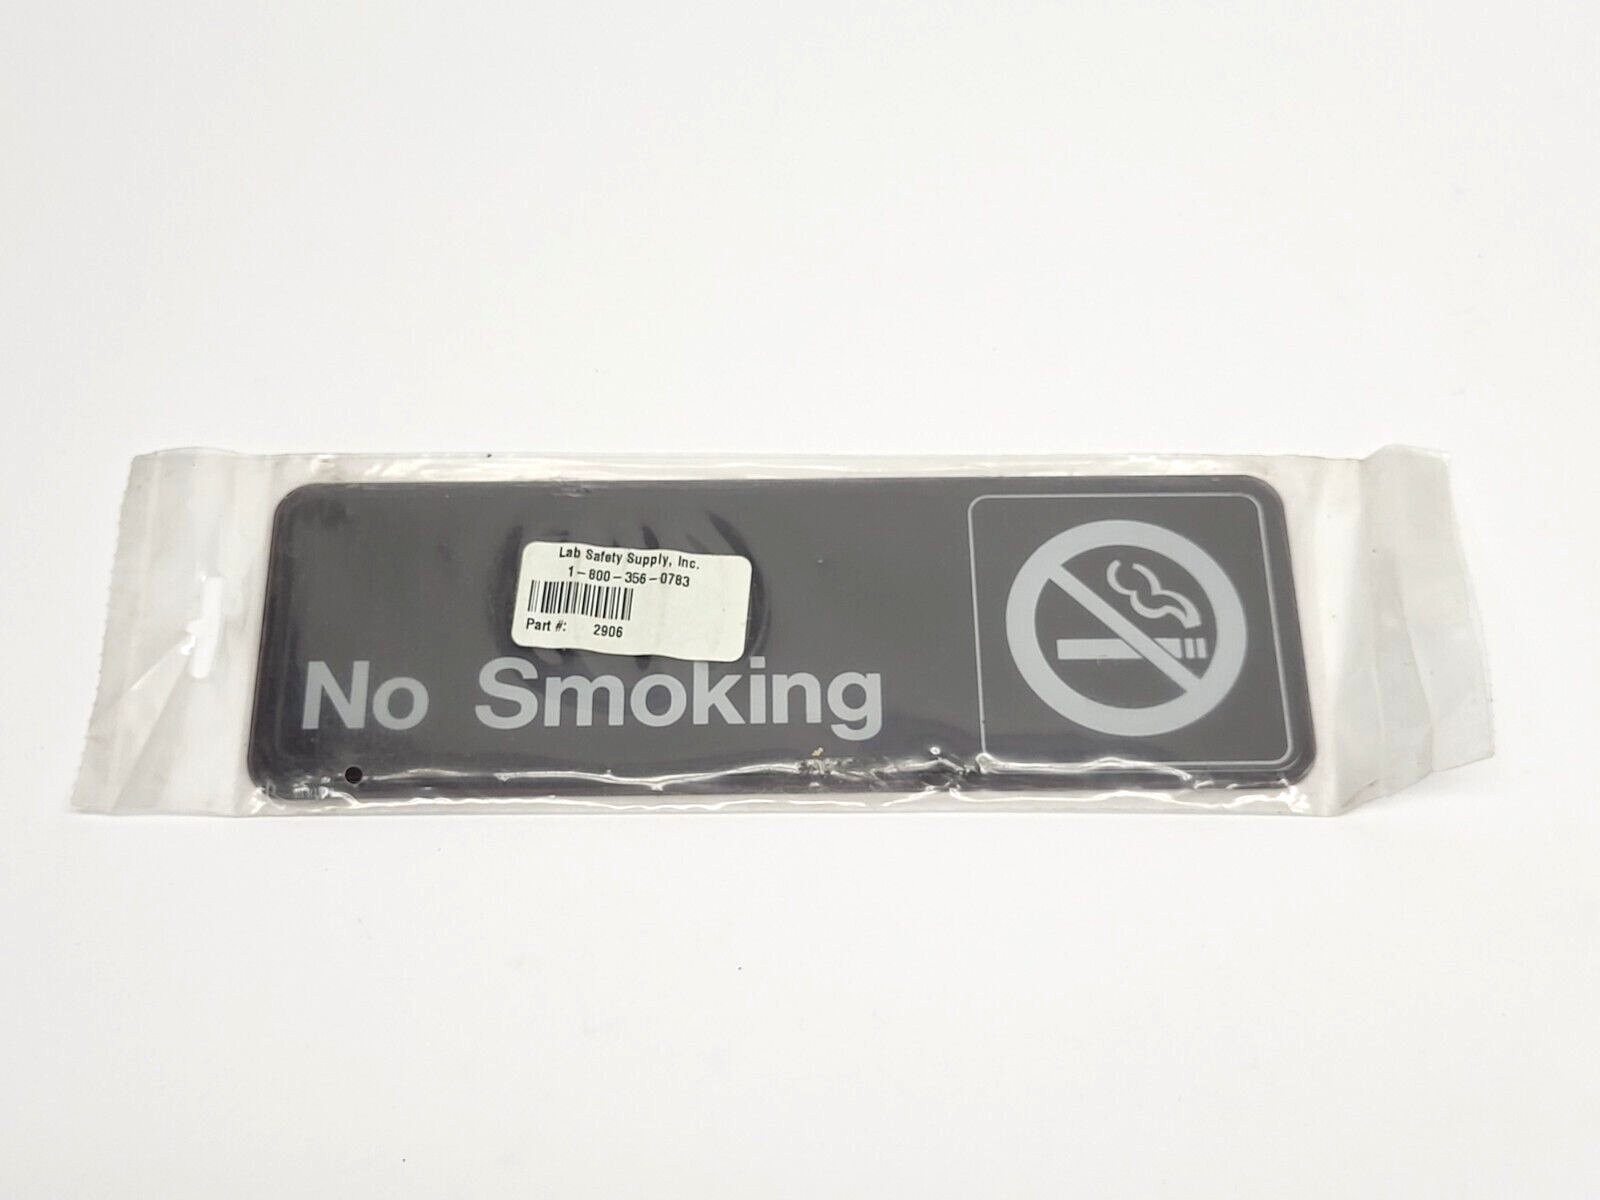 Lab Safety Supply, Inc.
1-800-356-0783
Part #: 2906
No Smoking